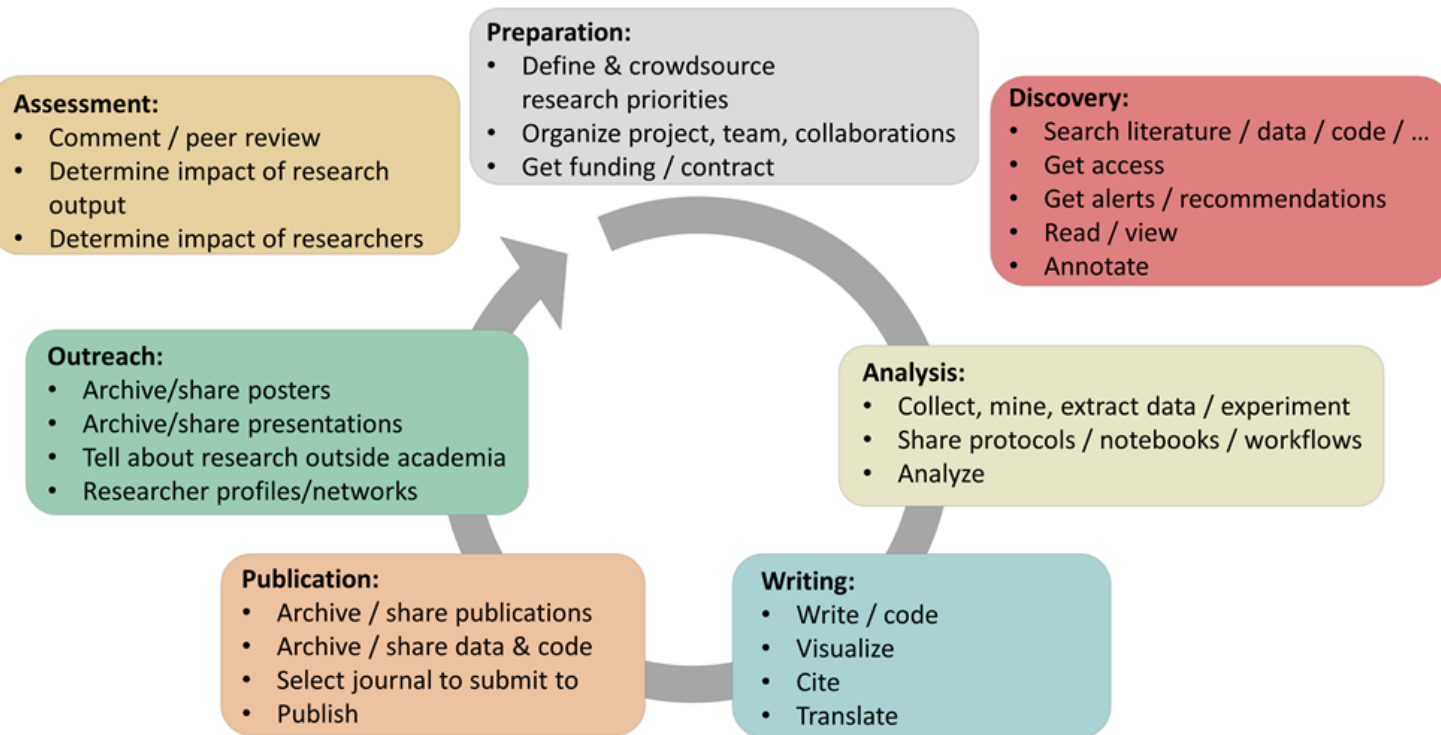 Preparation:
• Define & crowdsource
research priorities
• Organize project, team, collaborations
• Get funding / contract
Discovery:
• Search literature / data / code / …
• Get access
• Get alerts / recommendations
• Read / view
• Annotate
Analysis:
• Collect, mine, extract data / experiment
• Share protocols / notebooks / workflows
• Analyze
Writing:
• Write / code
• Visualize
• Cite
• Translate
Publication:
• Archive / share publications
• Archive / share data & code
• Select journal to submit to
• Publish
Outreach:
• Archive/share posters
• Archive/share presentations
• Tell about research outside academia
• Researcher profiles/networks
Assessment:
• Comment / peer review
• Determine impact of research
output
• Determine impact of researchers